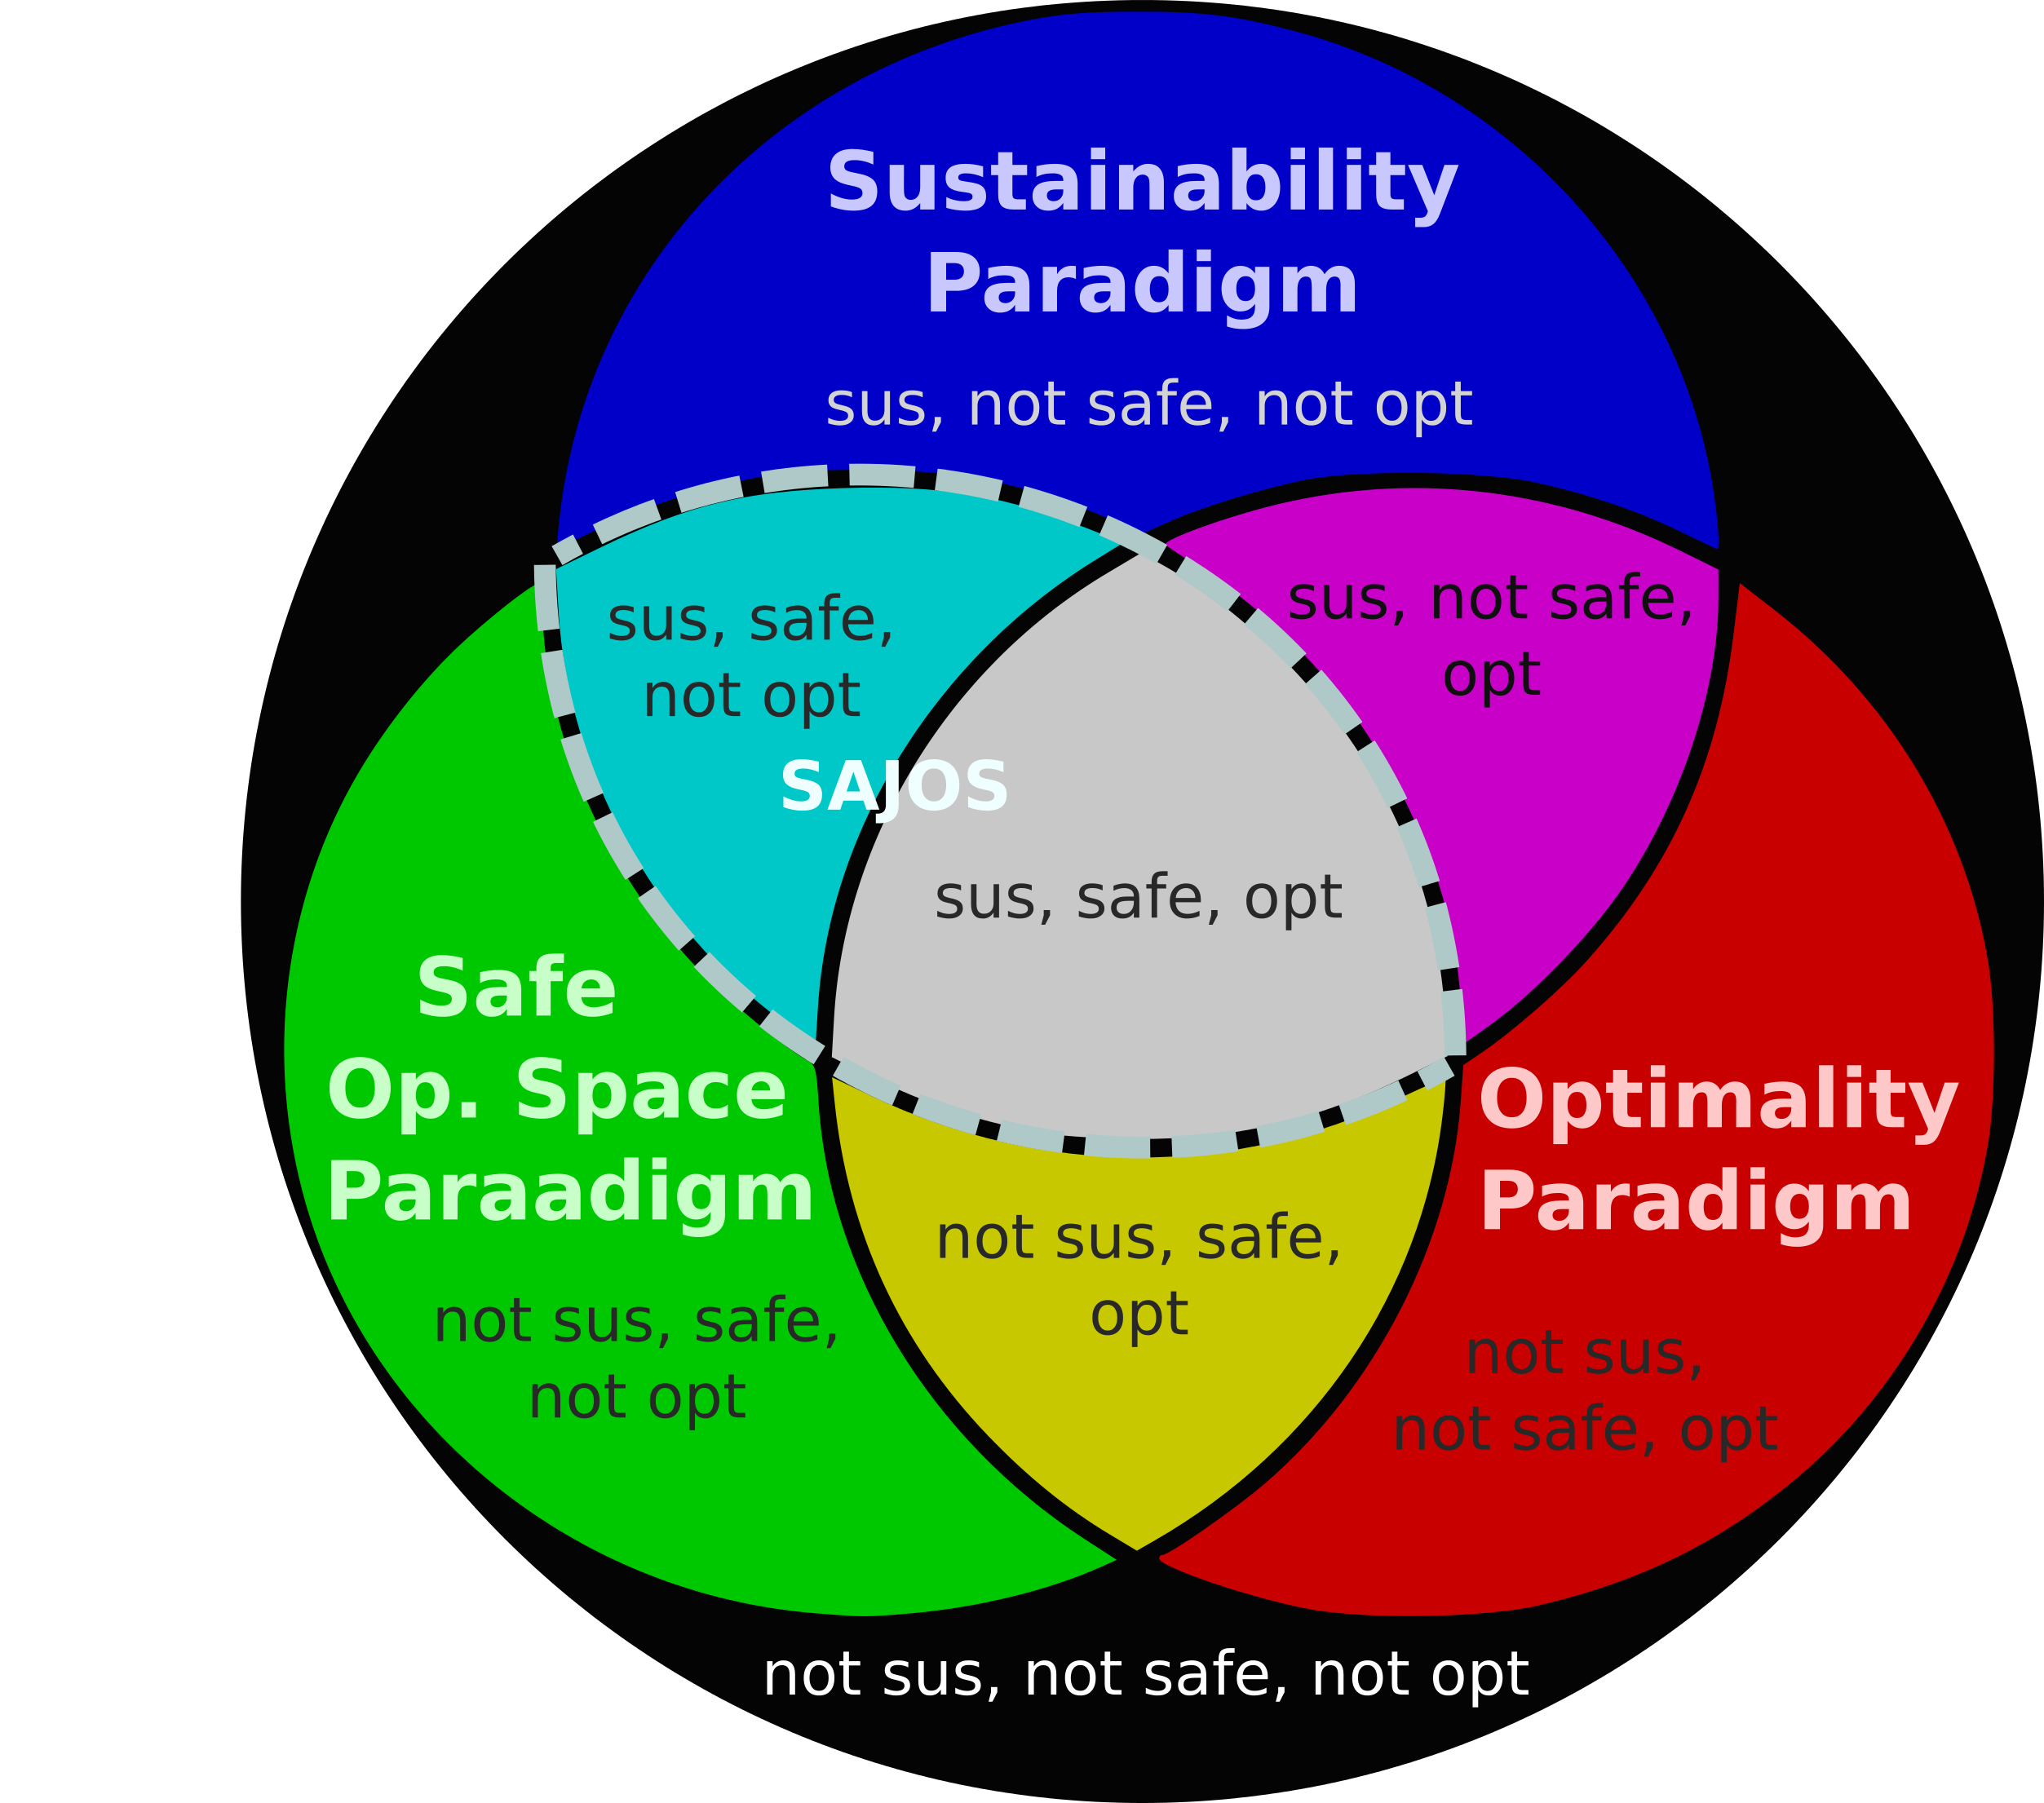 Sustainability
Paradigm
sus, not safe, not opt
sus, safe,
not opt
sus, not safe,
opt
SAJOS
sus, safe, opt
Safe
Op. Space
Paraadigm
not sus, safe,
not opt
not sus, safe,
opt
Optimality
Paradigm
not sus,
not safe, opt
not sus, not safe, not opt